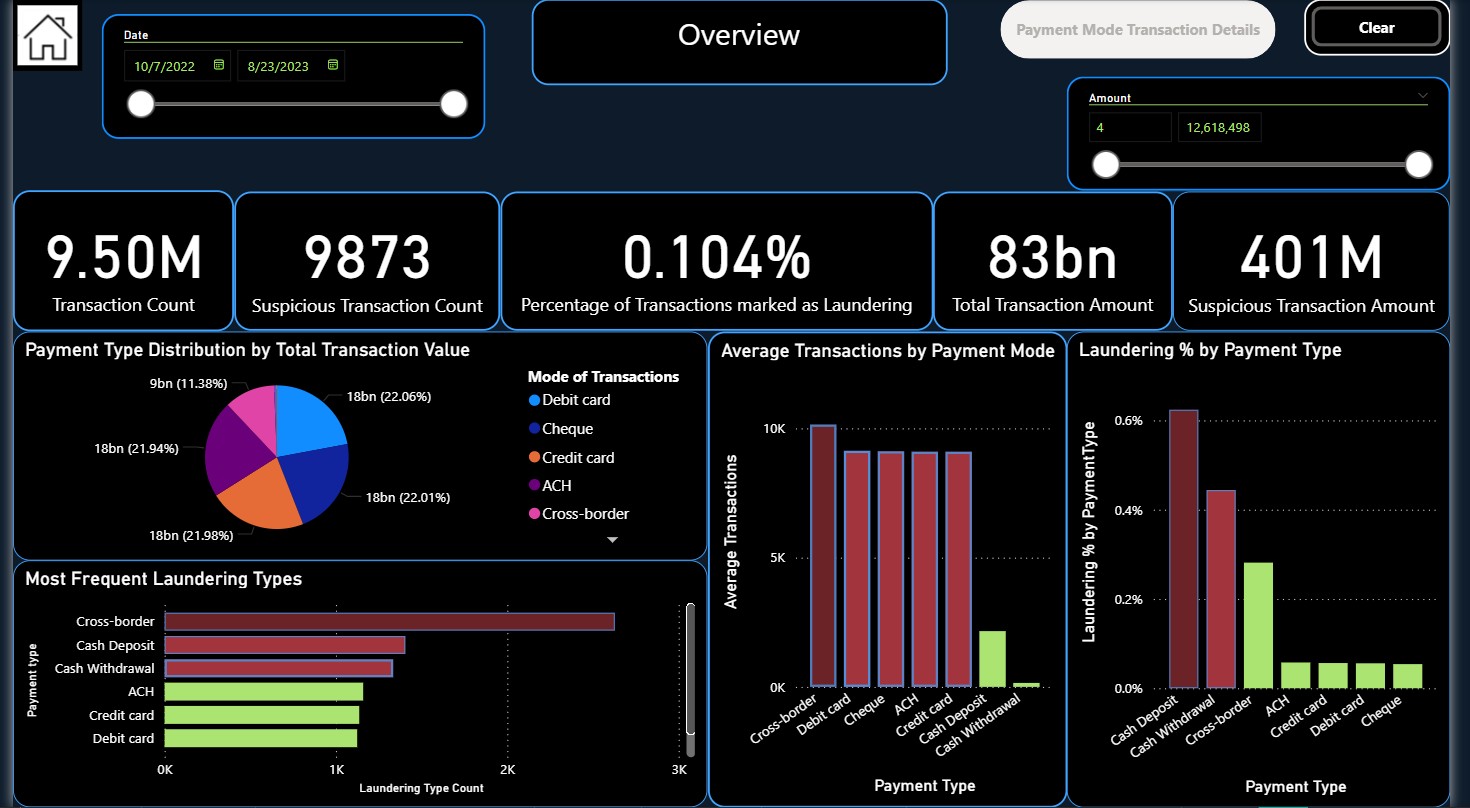 Date
10/7/2022
8/23/2023
Overview
Payment Mode Transaction Details
Clear
Amount
4
12,618,498
9.50M
Transaction Count
9873
Suspicious Transaction Count
0.104%
Percentage of Transactions marked as Laundering
83bn
Total Transaction Amount
401M
Suspicious Transaction Amount
Payment Type Distribution by Total Transaction Value
9bn (11.38%)
18bn (22.06%)
18bn (21.94%)
18bn (22.01%)
18bn (21.98%)
Mode of Transactions
Debit card
Cheque
Credit card
ACH
Cross-border
Most Frequent Laundering Types
Payment type
Cross-border
Cash Deposit
Cash Withdrawal
ACH
Credit card
Debit card
0K
1K
2K
3K
Laundering Type Count
Average Transactions by Payment Mode
Average Transactions
10K
5K
0K
Cross-border
Debit card
Cheque
ACH
Credit card
Cash Deposit
Cash Withdrawal
Payment Type
Laundering % by Payment Type
Laundering % by PaymentType
0.6%
0.4%
0.2%
0.0%
Cash Deposit
Cash Withdrawal
Cross-border
ACH
Credit card
Debit card
Cheque
Payment Type